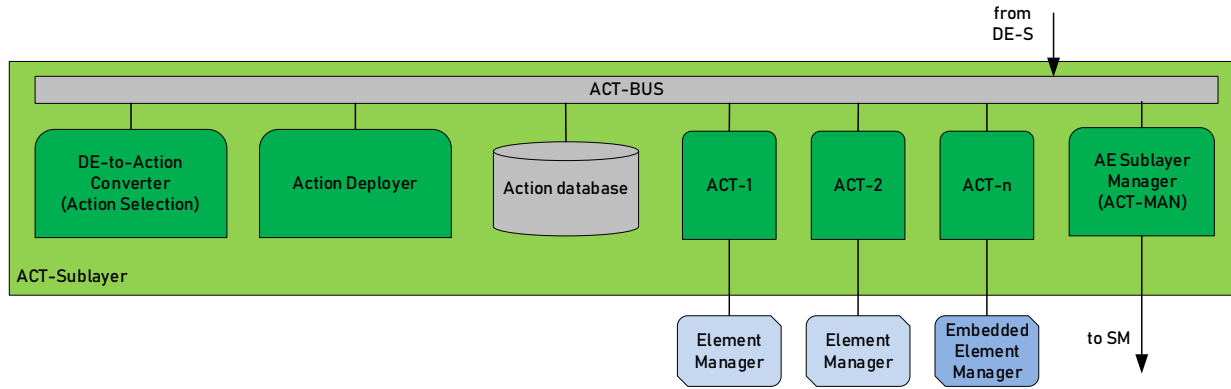 from
DE-S
ACT-BUS
DE-to-Action
Converter
(Action Selection)
Action Deployer
Action database
ACT-1
ACT-2
ACT-n
AE Sublayer
Manager
(ACT-MAN)
ACT-Sublayer
Element
Manager
Element
Manager
Embedded
Element
Manager
to SM